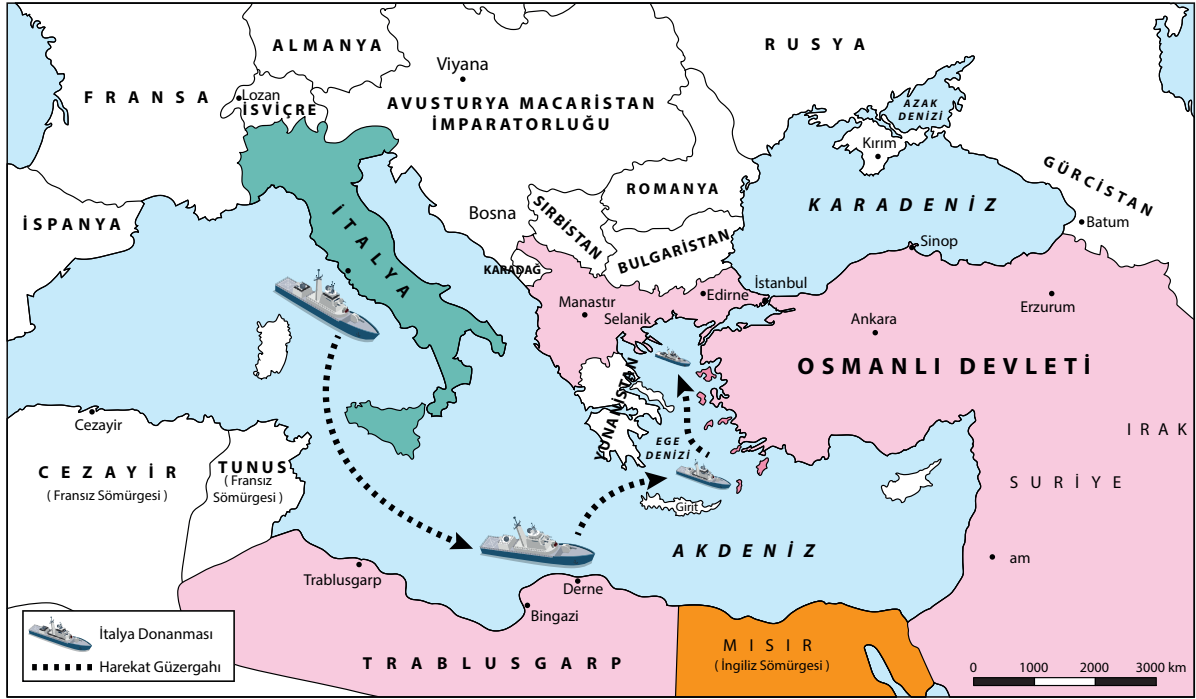 ALMANYA
RUSYA
Viyana
FRANSA
Lozan
İSVİÇRE
AVUSTURYA MACARİSTAN
İMPARATORLUĞU
AZAK
DENİZİ
Kırım
GÜRCİSTAN
ROMANYA
KARADENİZ
İSPANYA
İTALYA
Bosna
SIRBİSTAN
BULGARİSTAN
Batum
Sinop
KARADAĞ
Manastır
Selanik
Edirne
İstanbul
Ankara
Erzurum
OSMANLI DEVLETİ
YUNANİSTAN
Cezayir
EGE
DENİZİ
IRAK
CEZAYİR
( Fransız Sömürgesi )
TUNUS
( Fransız
Sömürgesi )
SURİYE
Girit
AKDENİZ
am
Trablusgarp
Derne
Bingazi
İtalya Donanması
Harekat Güzergahı
TRABLUSGARP
MISIR
( İngiliz Sömürgesi )
0 1000 2000 3000 km